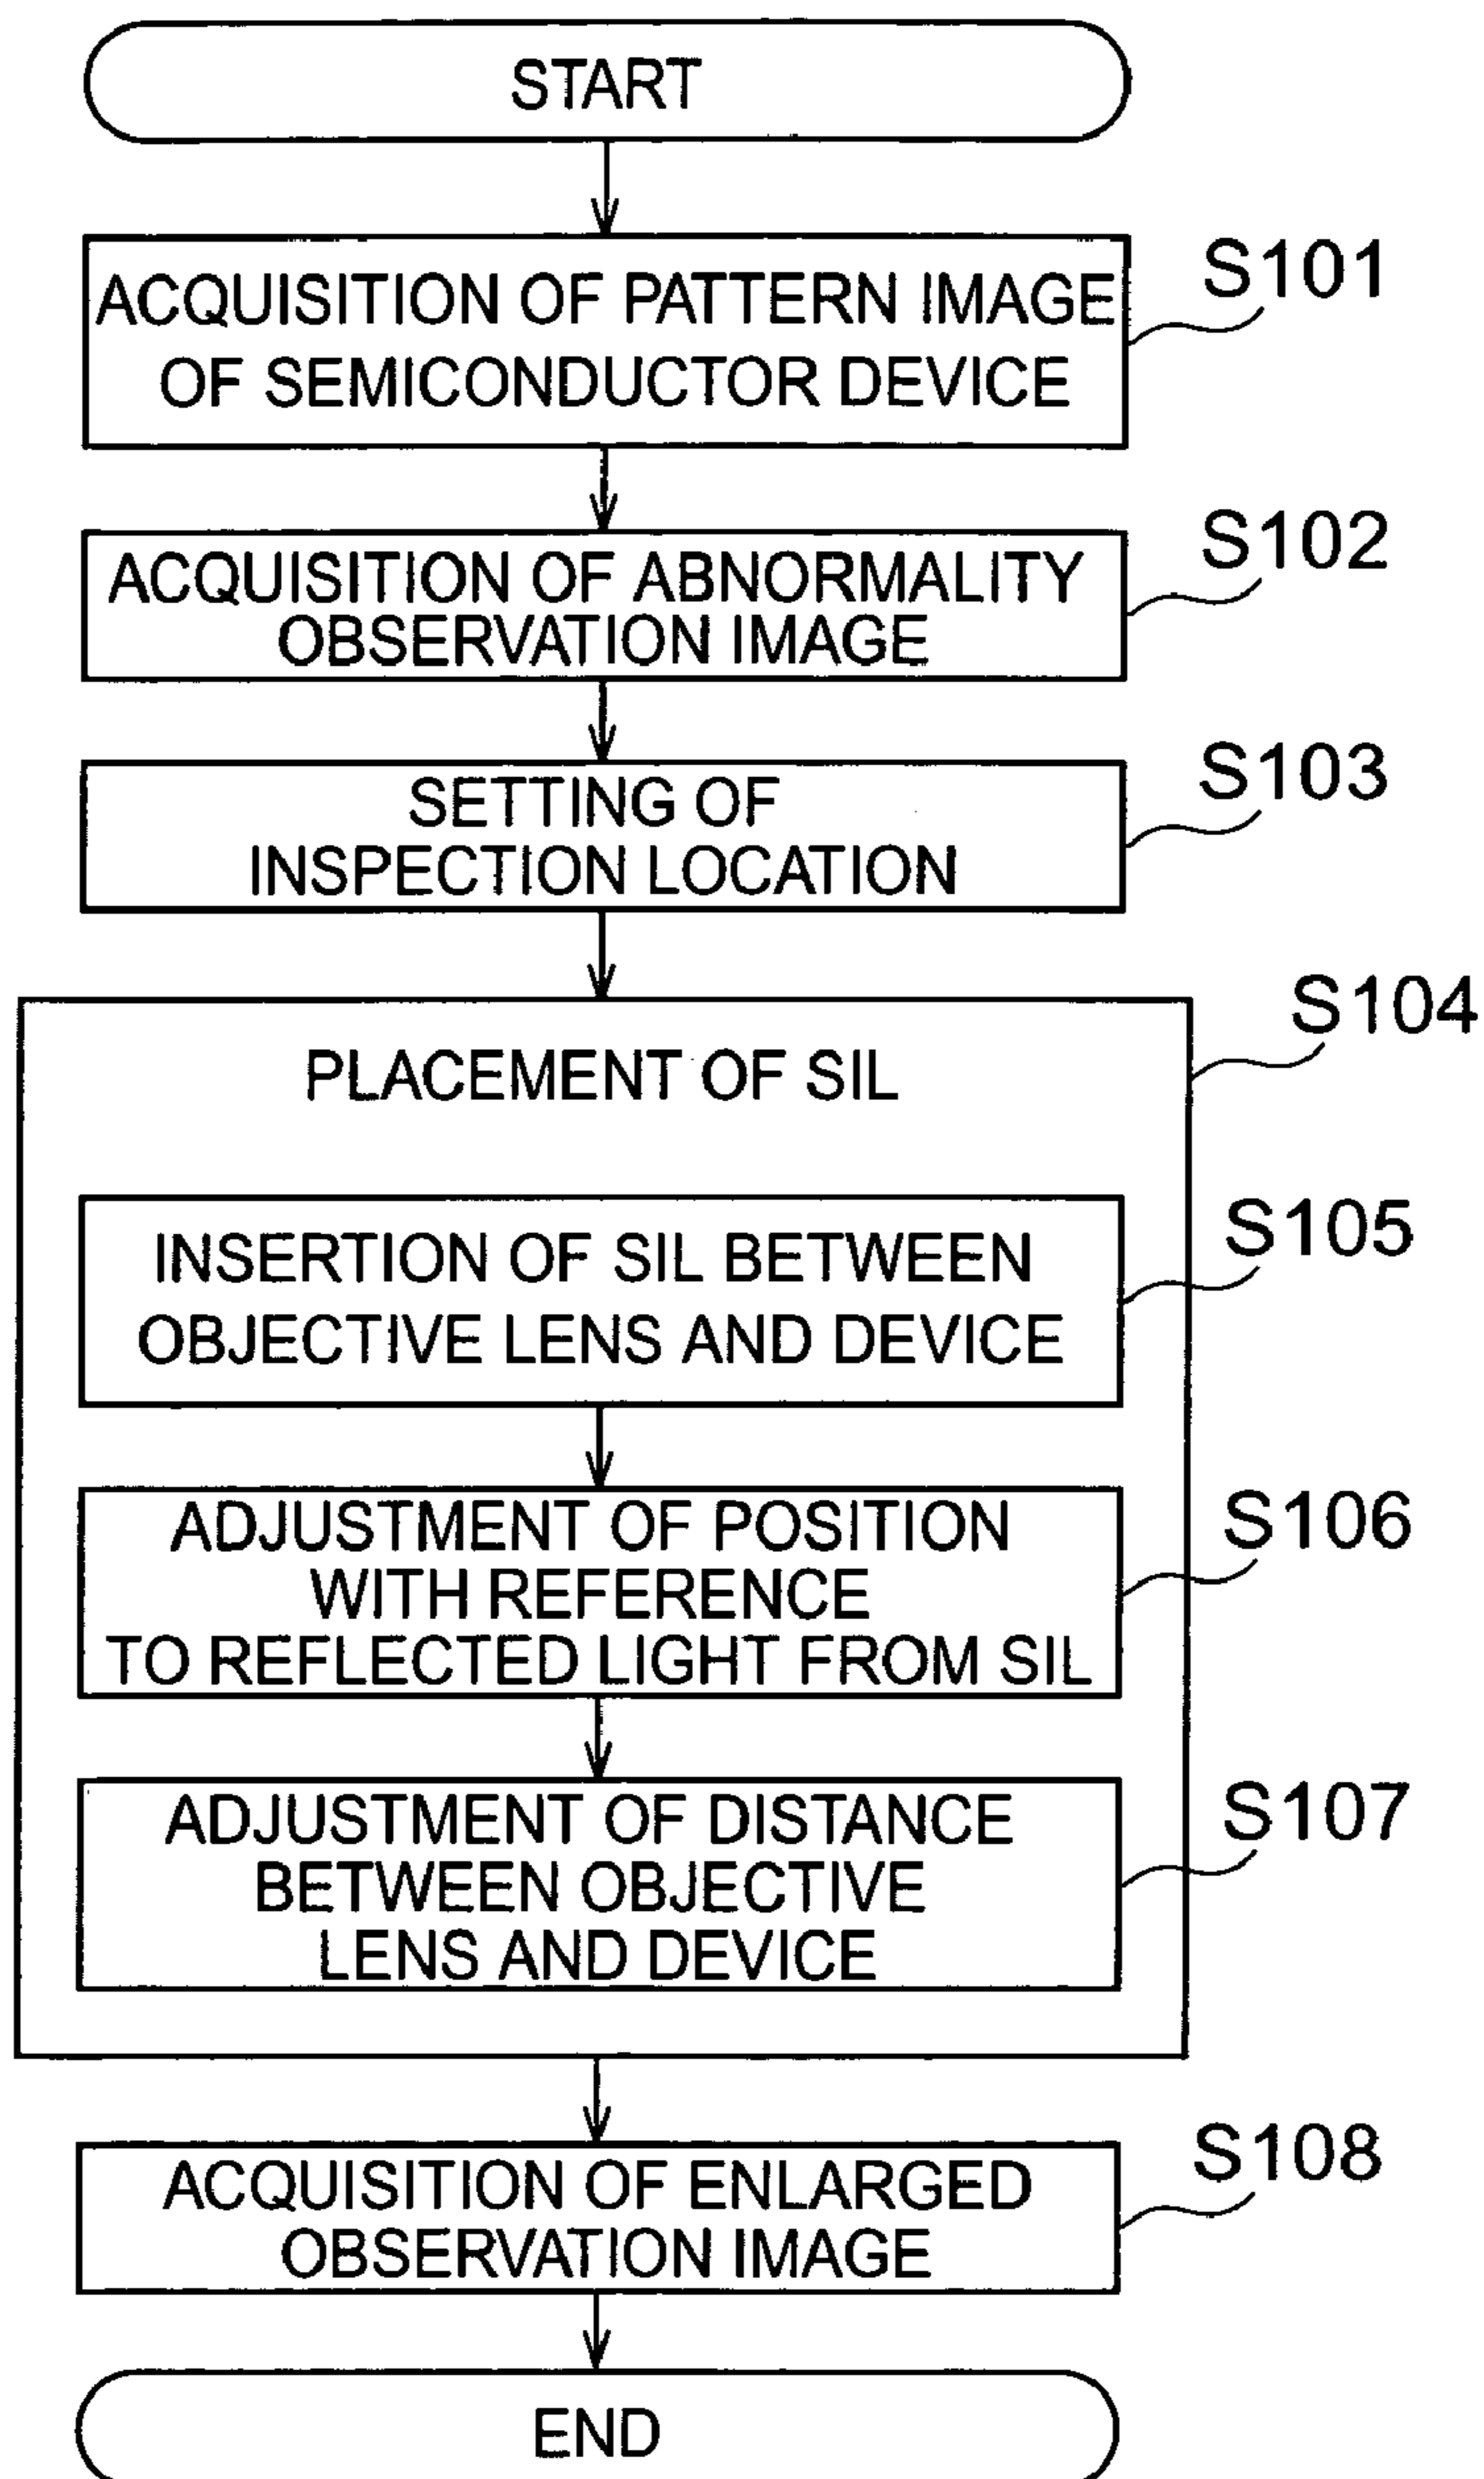 START
S101
ACQUISITION OF PATTERN IMAGE
OF SEMICONDUCTOR DEVICE
S102
ACQUISITION OF ABNORMALITY
OBSERVATION IMAGE
S103
SETTING OF
INSPECTION LOCATION
S104
PLACEMENT OF SIL
S105
INSERTION OF SIL BETWEEN
OBJECTIVE LENS AND DEVICE
S106
ADJUSTMENT OF POSITION
WITH REFERENCE
TO REFLECTED LIGHT FROM SIL
S107
ADJUSTMENT OF DISTANCE
BETWEEN OBJECTIVE
LENS AND DEVICE
S108
ACQUISITION OF ENLARGED
OBSERVATION IMAGE
END